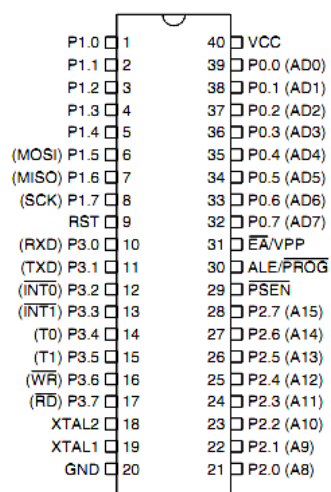 P1.0 1 40 VCC
P1.1 2 39 P0.0 (AD0)
P1.2 3 38 P0.1 (AD1)
P1.3 4 37 P0.2 (AD2)
P1.4 5 36 P0.3 (AD3)
(MOSI) P1.5 6 35 P0.4 (AD4)
(MISO) P1.6 7 34 P0.5 (AD5)
(SCK) P1.7 8 33 P0.6 (AD6)
RST 9 32 P0.7 (AD7)
(RXD) P3.0 10 31 E̅A̅/VPP
(TXD) P3.1 11 30 ALE/P̅R̅O̅G̅
(I̅N̅T̅0̅) P3.2 12 29 P̅S̅E̅N̅
(I̅N̅T̅1̅) P3.3 13 28 P2.7 (A15)
(T0) P3.4 14 27 P2.6 (A14)
(T1) P3.5 15 26 P2.5 (A13)
(W̅R̅) P3.6 16 25 P2.4 (A12)
(R̅D̅) P3.7 17 24 P2.3 (A11)
XTAL2 18 23 P2.2 (A10)
XTAL1 19 22 P2.1 (A9)
GND 20 21 P2.0 (A8)